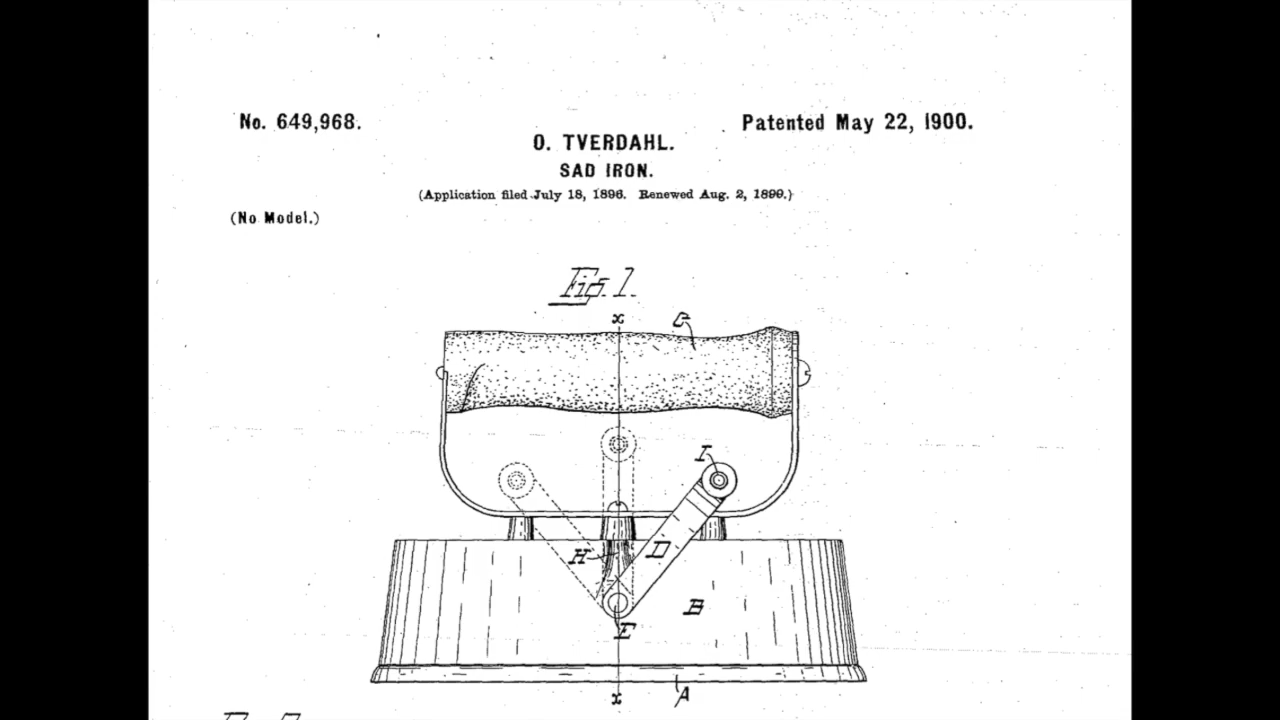 No. 649,968.
Patented May 22, 1900.
O. TVERDAHL.
SAD IRON.
(Application filed July 18, 1896. Renewed Aug. 2, 1899.)
(No Model.)
Fig. 1.
x
C
I
H
D
B
E
A
x